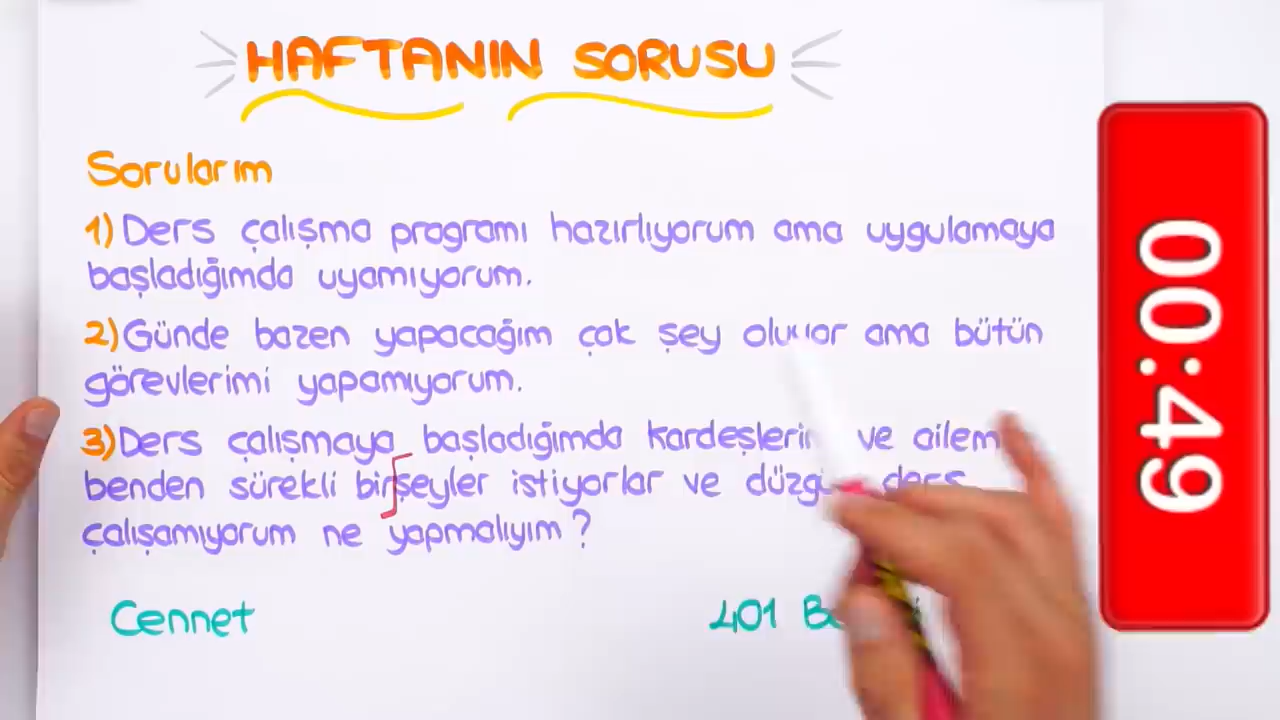 HAFTANIN SORUSU
Sorularım
1) Ders çalışma programı hazırlıyorum ama uygulamaya
başladığımda uyamıyorum.
2) Günde bazen yapacağım çok şey oluyor ama bütün
görevlerimi yapamıyorum.
3) Ders çalışmaya başladığımda ve
benden sürekli birşeyler istiyorlar ve ders
çalışamıyorum ne yapmalıyım?
Cennet 401
00:49